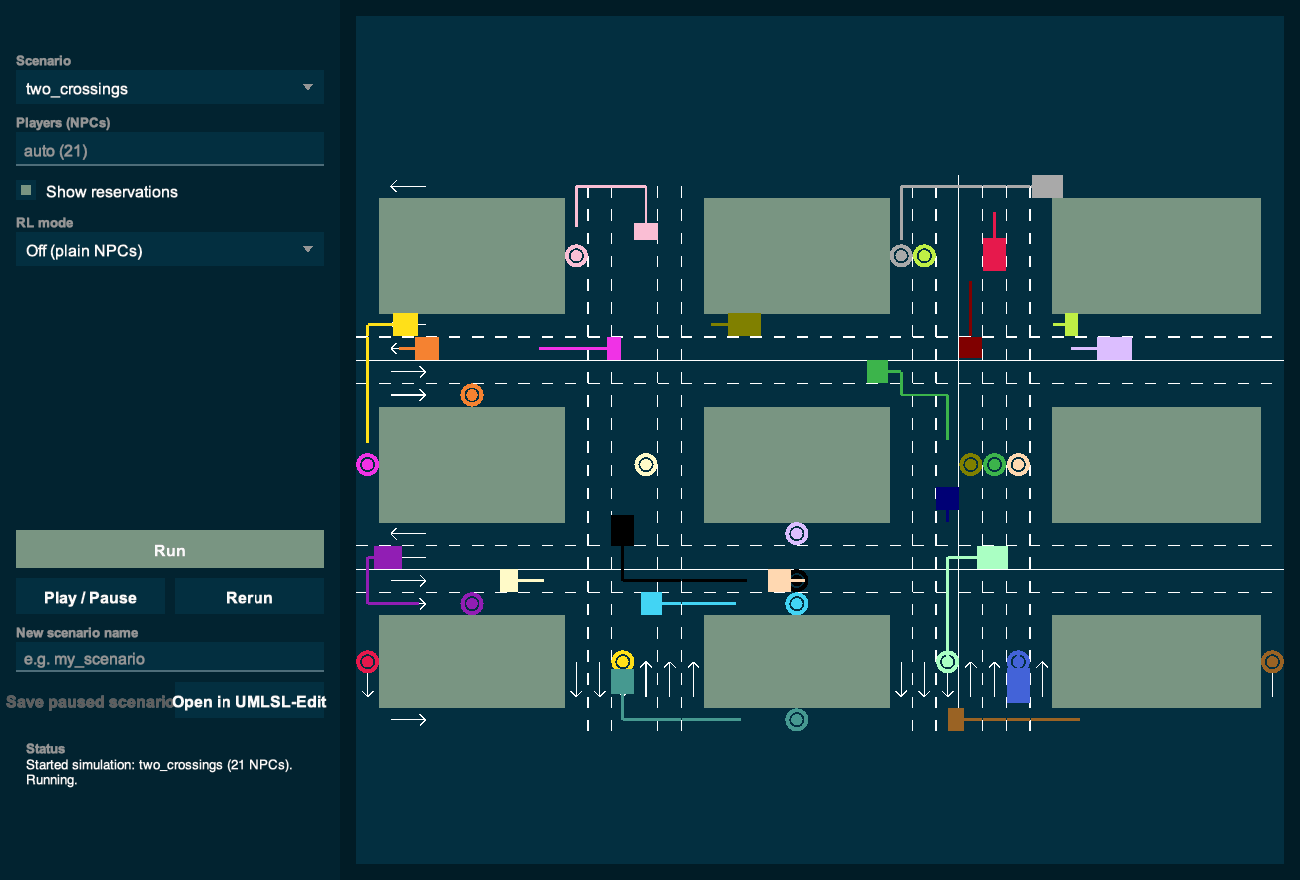 Scenario
two_crossings
Players (NPCs)
auto (21)
Show reservations
RL mode
Off (plain NPCs)
Run
Play / Pause
Rerun
New scenario name
e.g. my_scenario
Save paused scenario
Open in UMLSL-Edit
Status
Started simulation: two_crossings (21 NPCs).
Running.